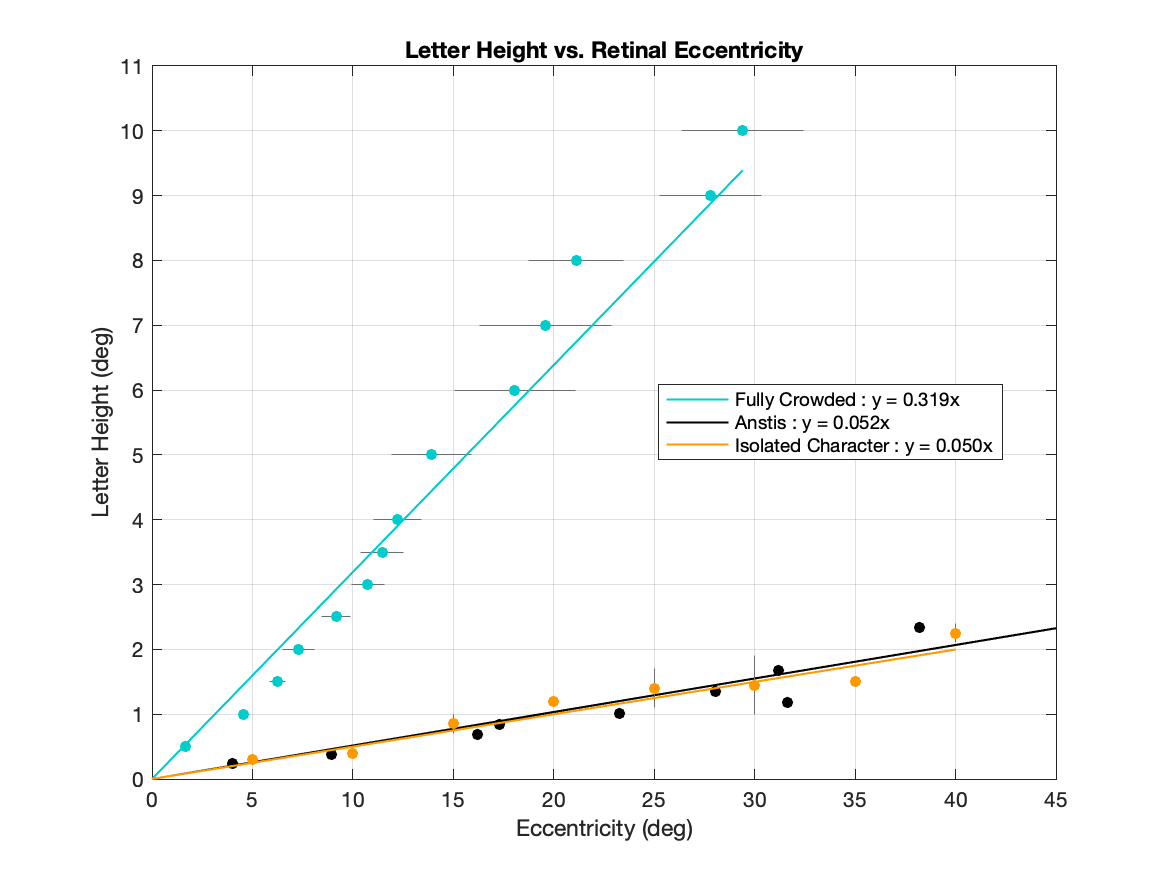 Letter Height vs. Retinal Eccentricity
11
10
9
8
7
6
5
4
3
2
1
0
Letter Height (deg)
Fully Crowded : y = 0.319x
Anstis : y = 0.052x
Isolated Character : y = 0.050x
0 5 10 15 20 25 30 35 40 45
Eccentricity (deg)